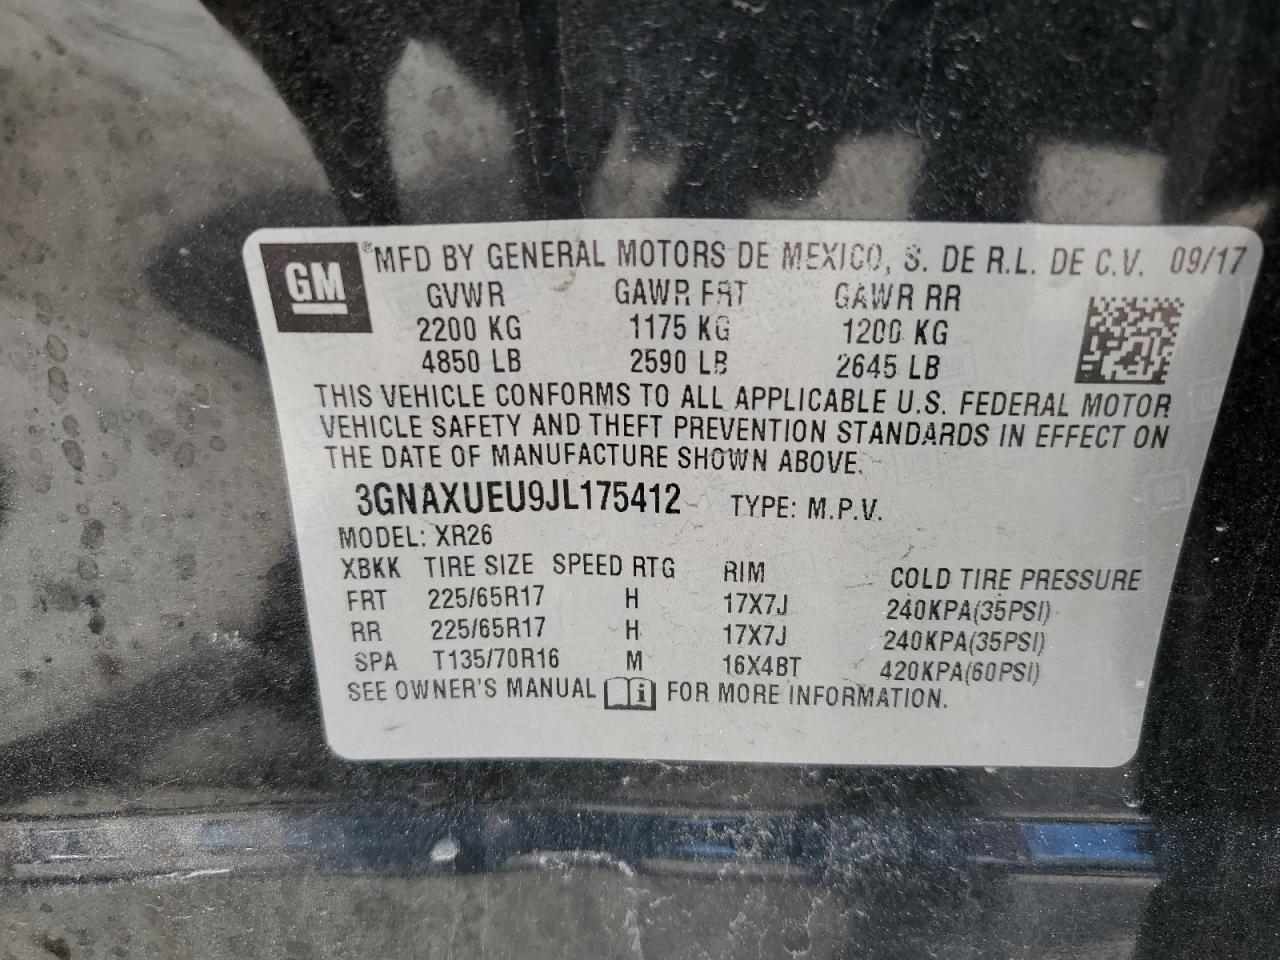 GM ® MFD BY GENERAL MOTORS DE MEXICO, S. DE R.L. DE C.V. 09/17
GVWR GAWR FRT GAWR RR
2200 KG 1175 KG 1200 KG
4850 LB 2590 LB 2645 LB
THIS VEHICLE CONFORMS TO ALL APPLICABLE U.S. FEDERAL MOTOR
VEHICLE SAFETY AND THEFT PREVENTION STANDARDS IN EFFECT ON
THE DATE OF MANUFACTURE SHOWN ABOVE.
3GNAXUEU9JL175412 TYPE: M.P.V.
MODEL: XR26
XBKK TIRE SIZE SPEED RTG RIM COLD TIRE PRESSURE
FRT 225/65R17 H 17X7J 240KPA(35PSI)
RR 225/65R17 H 17X7J 240KPA(35PSI)
SPA T135/70R16 M 16X4BT 420KPA(60PSI)
SEE OWNER'S MANUAL i FOR MORE INFORMATION.